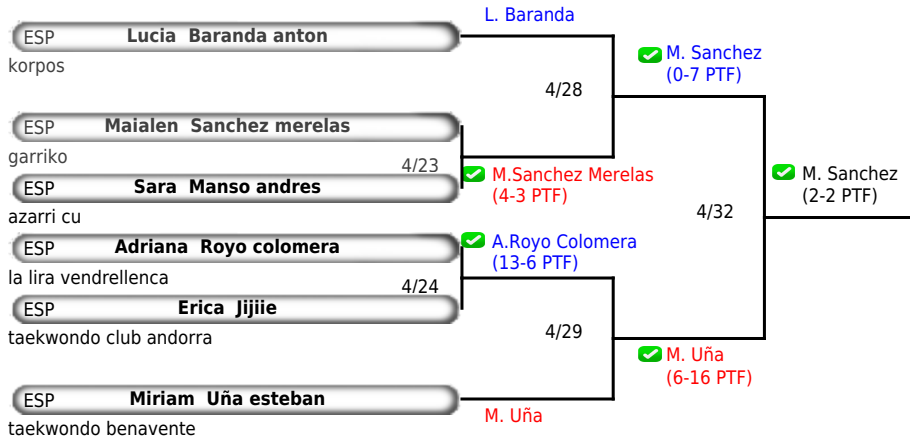 L. Baranda
ESP Lucia Baranda anton
korpos
M. Sanchez
(0-7 PTF)
4/28
ESP Maialen Sanchez merelas
garriko
4/23
M.Sanchez Merelas
(4-3 PTF)
ESP Sara Manso andres
azarri cu
M. Sanchez
(2-2 PTF)
4/32
ESP Adriana Royo colomera
la lira vendrellenca
A.Royo Colomera
(13-6 PTF)
4/24
ESP Erica Jijiie
taekwondo club andorra
4/29
M. Uña
(6-16 PTF)
ESP Miriam Uña esteban
taekwondo benavente
M. Uña